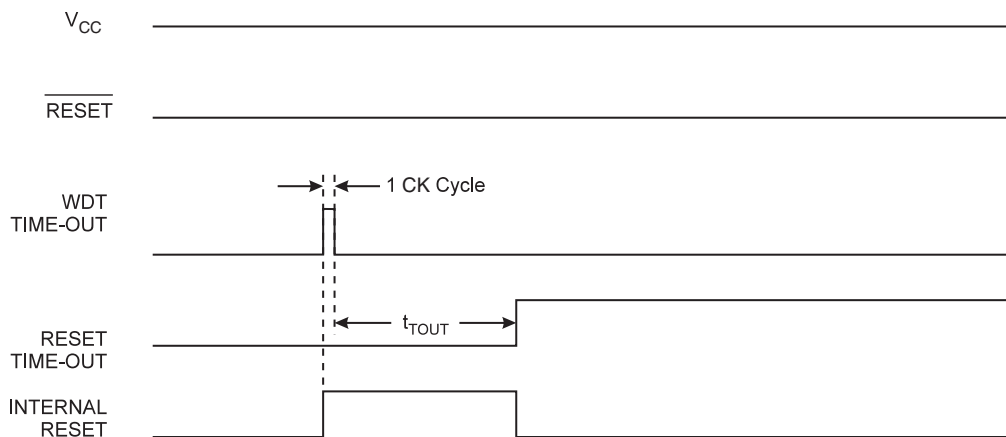 VCC
RESET
1 CK Cycle
WDT
TIME-OUT
tTOUT
RESET
TIME-OUT
INTERNAL
RESET